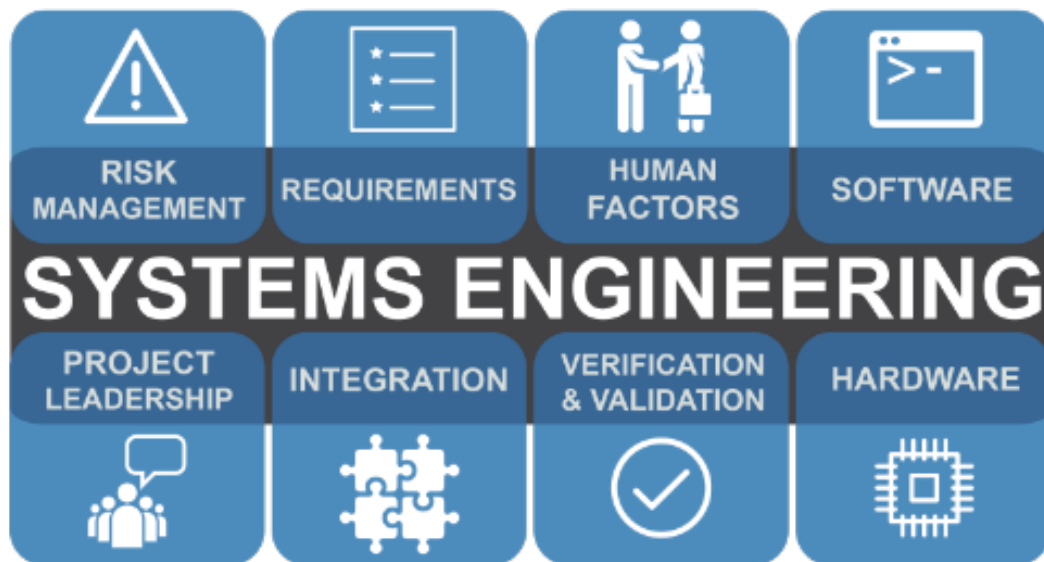 RISK
MANAGEMENT
REQUIREMENTS
HUMAN
FACTORS
>-
SOFTWARE
SYSTEMS ENGINEERING
PROJECT
LEADERSHIP
INTEGRATION
VERIFICATION
& VALIDATION
HARDWARE